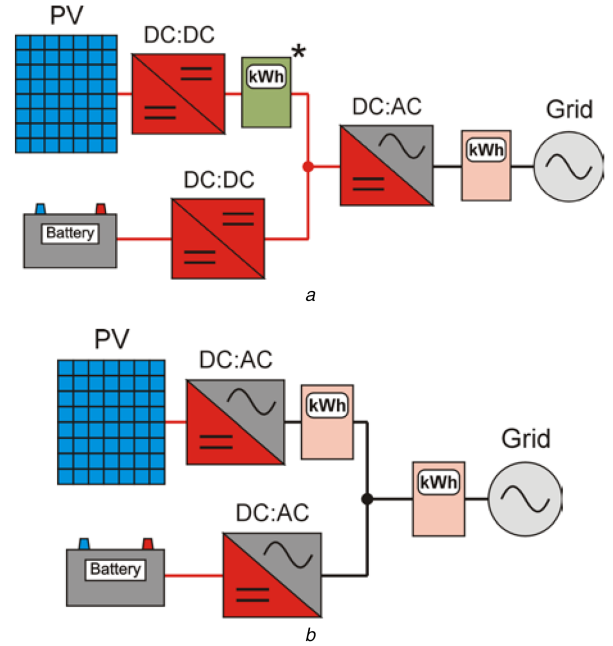 PV
DC:DC
kWh
*
DC:AC
Grid
kWh
DC:DC
Battery
a
PV
DC:AC
kWh
Grid
kWh
DC:AC
Battery
b